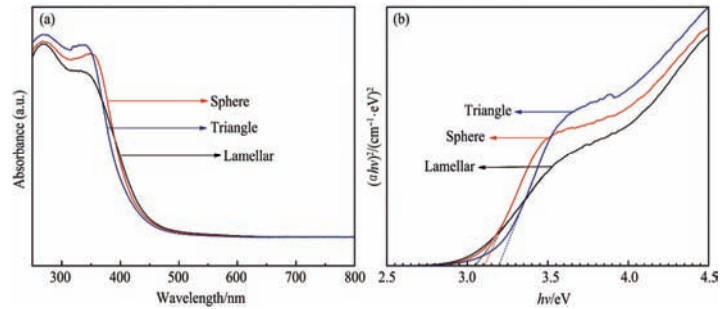 (a)
Absorbance (a.u.)
Sphere
Triangle
Lamellar
300 400 500 600 700 800
Wavelength/nm
(b)
(αhν)²/(cm⁻¹·eV)²
Triangle
Sphere
Lamellar
2.5 3.0 3.5 4.0 4.5
hν/eV